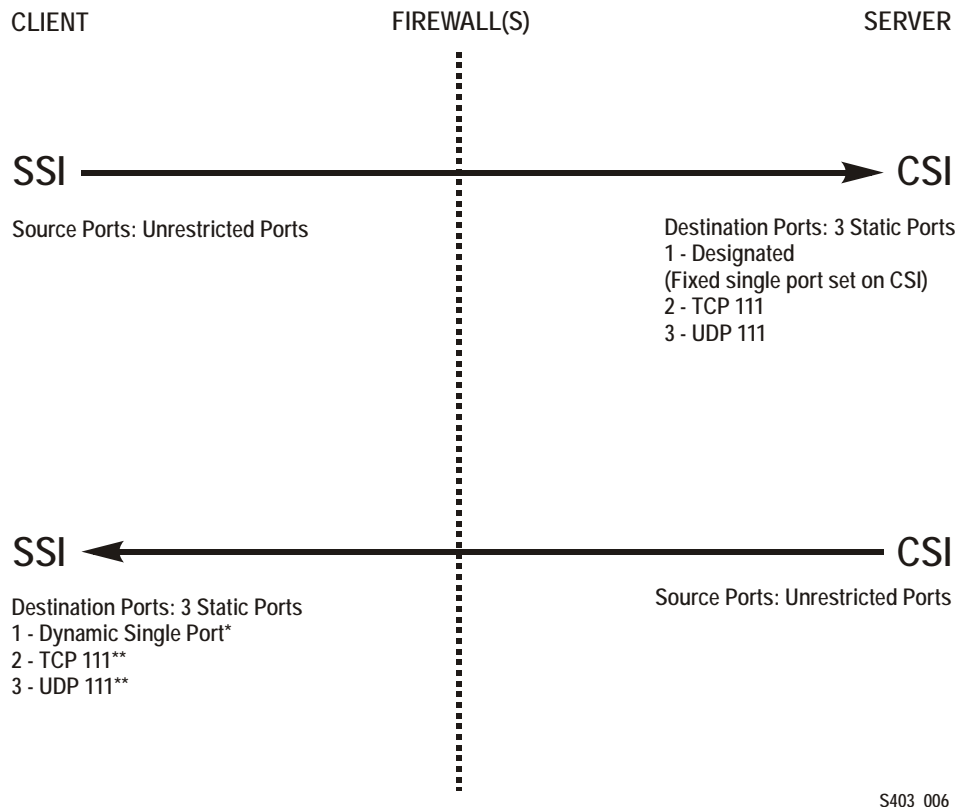 CLIENT
FIREWALL(S)
SERVER
SSI
CSI
Source Ports: Unrestricted Ports
Destination Ports: 3 Static Ports
1 - Designated
(Fixed single port set on CSI)
2 - TCP 111
3 - UDP 111
SSI
CSI
Destination Ports: 3 Static Ports
1 - Dynamic Single Port*
2 - TCP 111**
3 - UDP 111**
Source Ports: Unrestricted Ports
S403_006